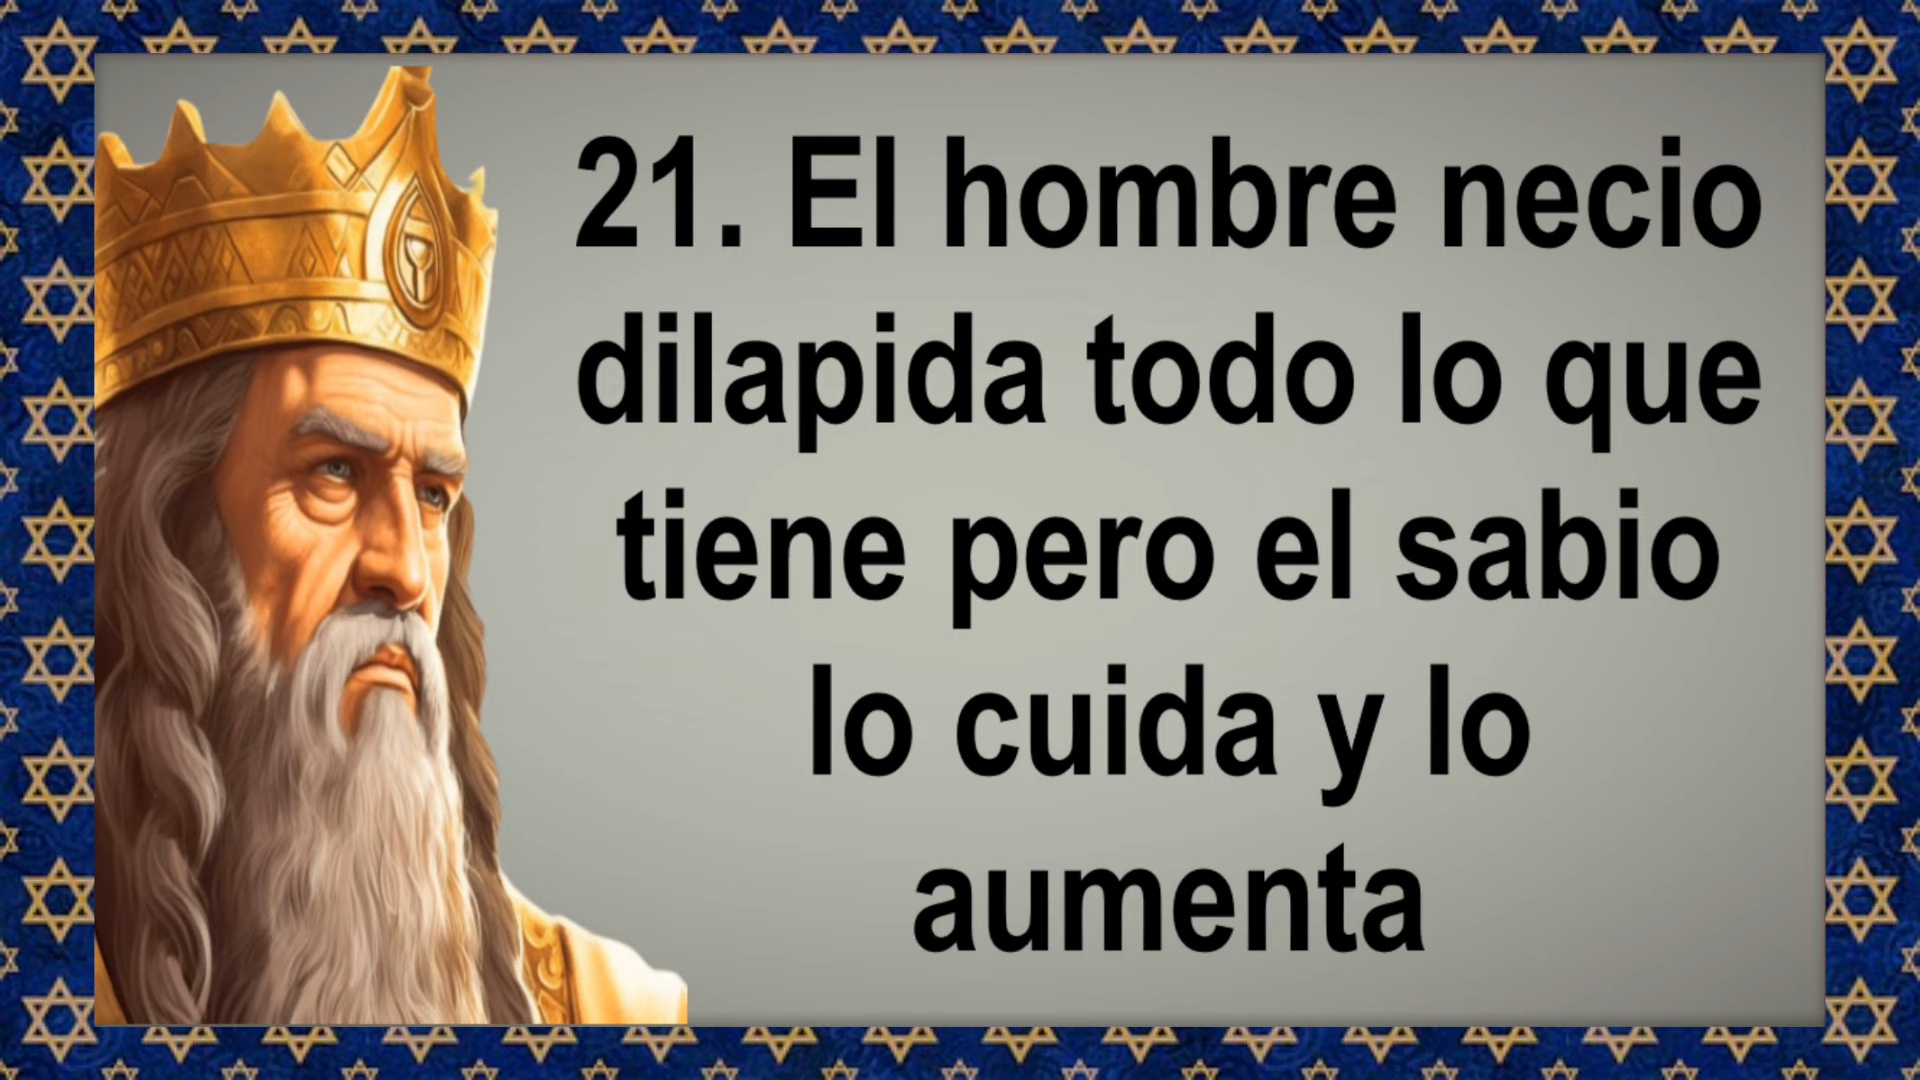 21. El hombre necio
dilapida todo lo que
tiene pero el sabio
lo cuida y lo
aumenta